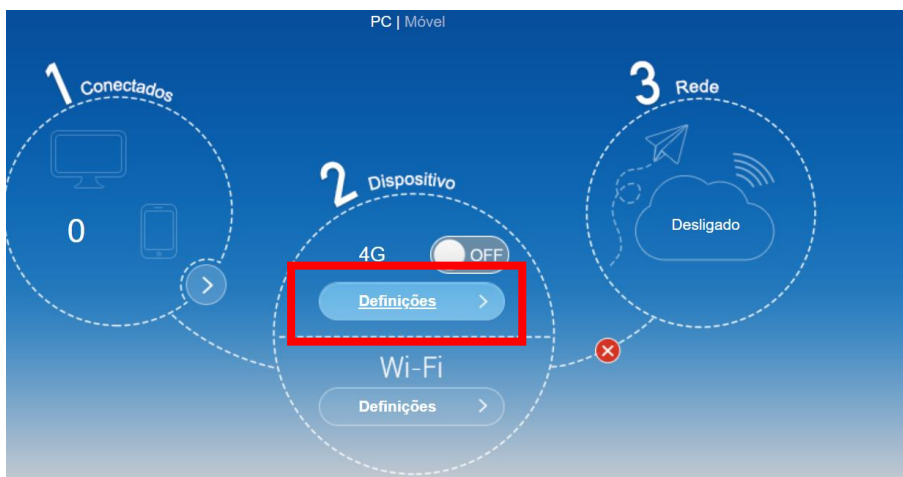 PC | Móvel
1 Conectados
0
2 Dispositivo
4G OFF
Definições
Wi-Fi
Definições
3 Rede
Desligado